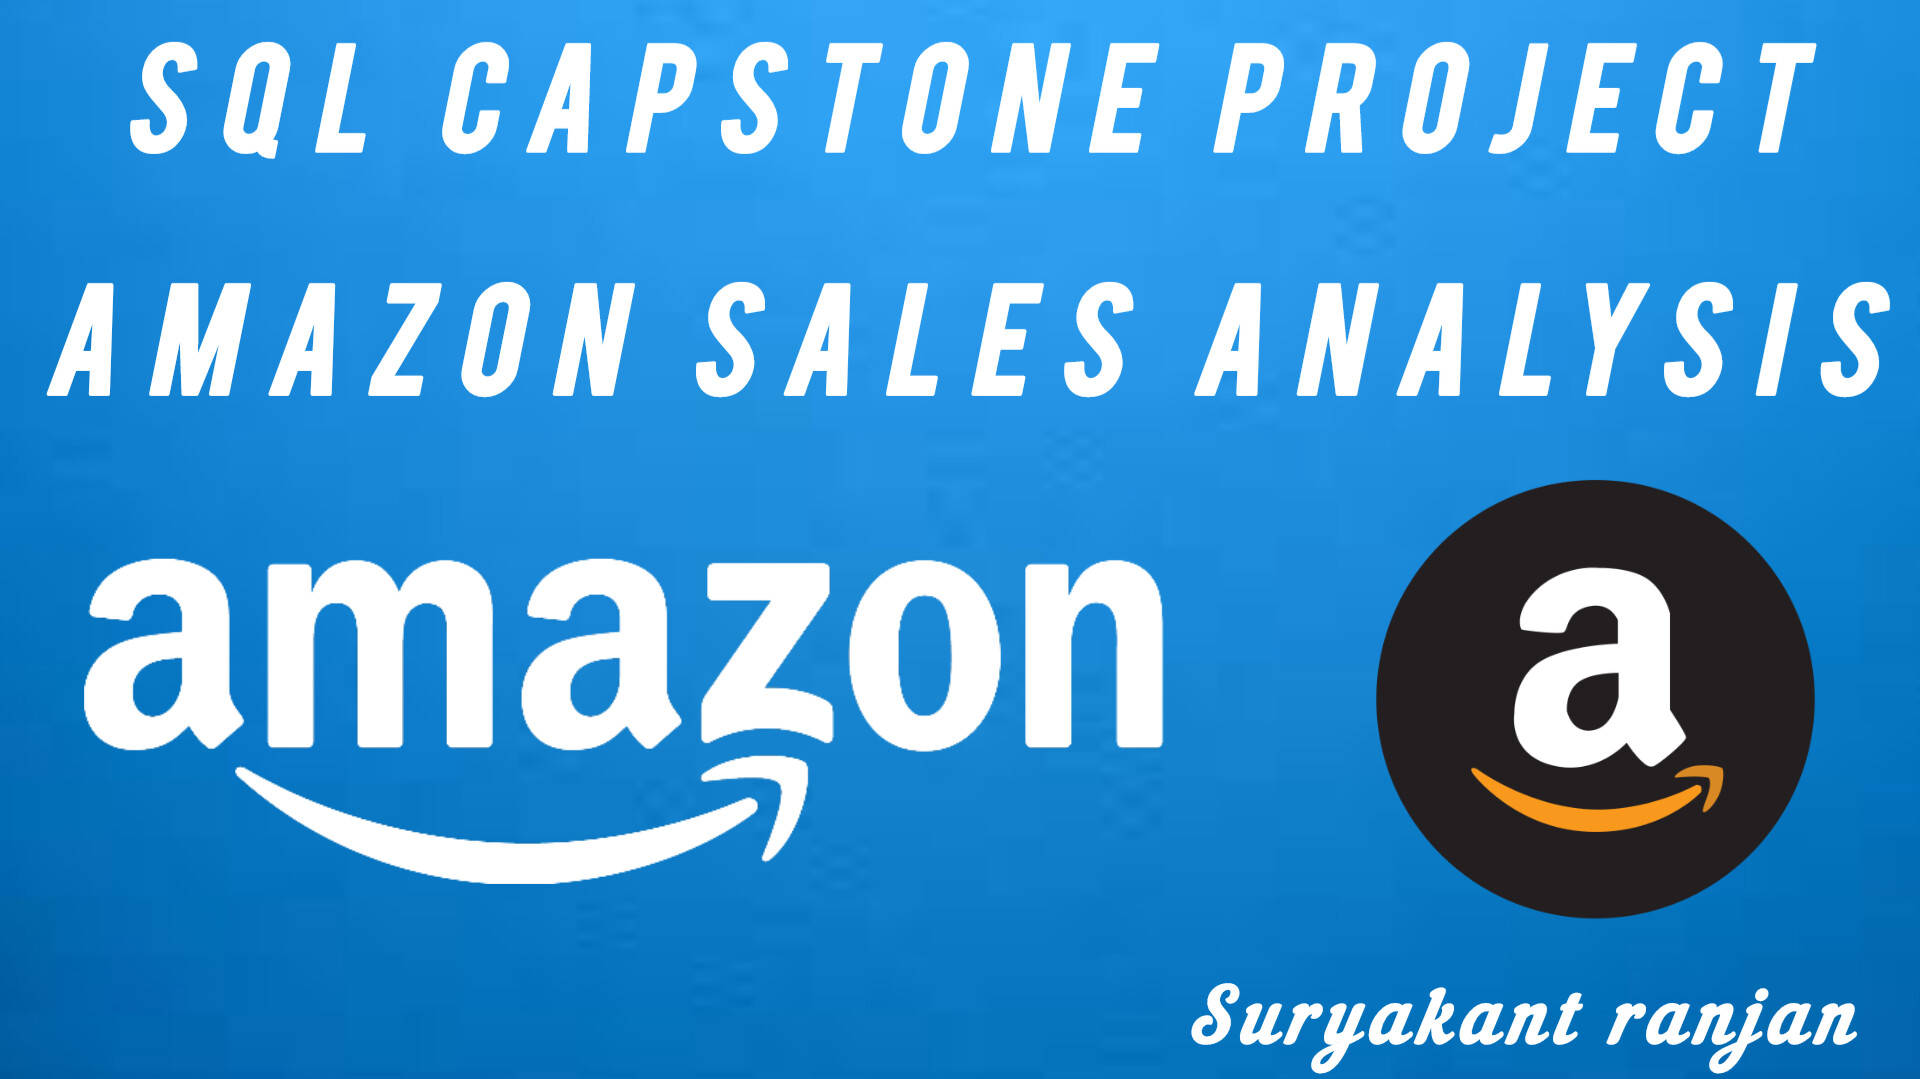 SQL CAPSTONE PROJECT
AMAZON SALES ANALYSIS
amazon
a
Suryakant ranjan